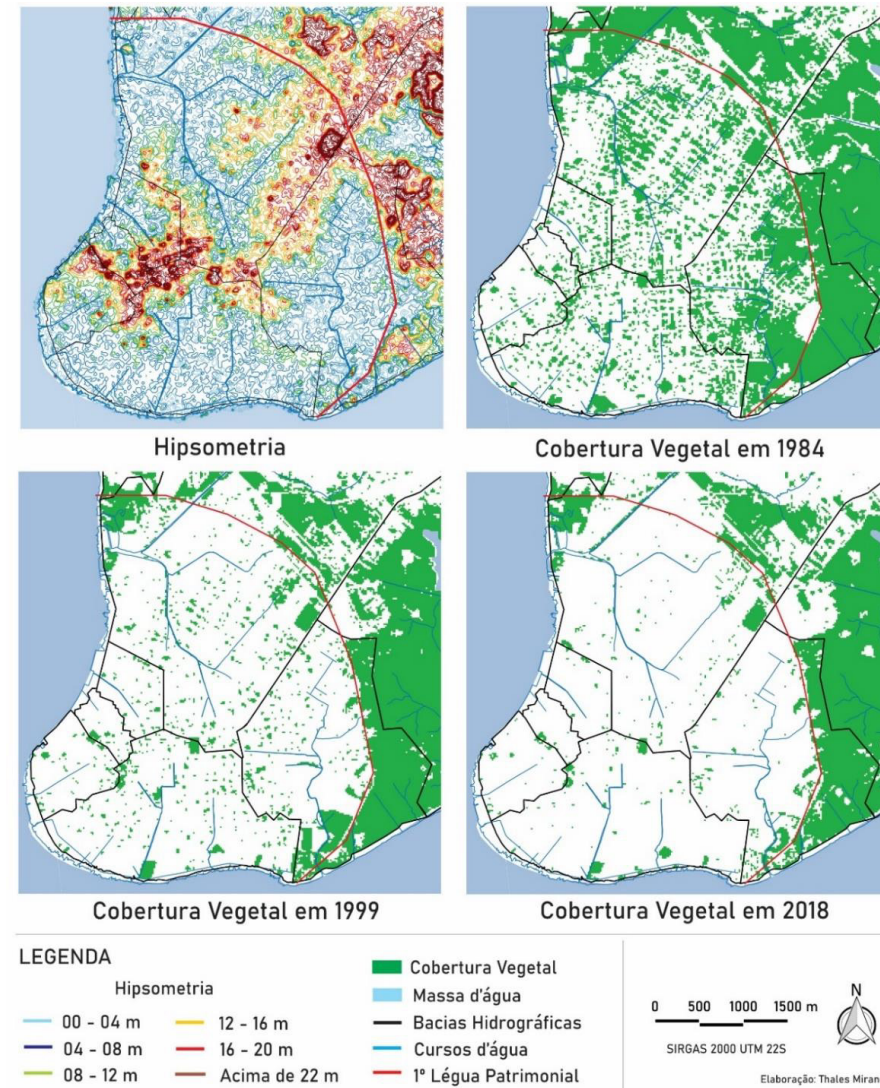 Hipsometria
Cobertura Vegetal em 1984
Cobertura Vegetal em 1999
Cobertura Vegetal em 2018
LEGENDA
Hipsometria
00 - 04 m
04 - 08 m
08 - 12 m
12 - 16 m
16 - 20 m
Acima de 22 m
Cobertura Vegetal
Massa d'água
Bacias Hidrográficas
Cursos d'água
1º Légua Patrimonial
0 500 1000 1500 m
SIRGAS 2000 UTM 22S
N
Elaboração: Thales Miran